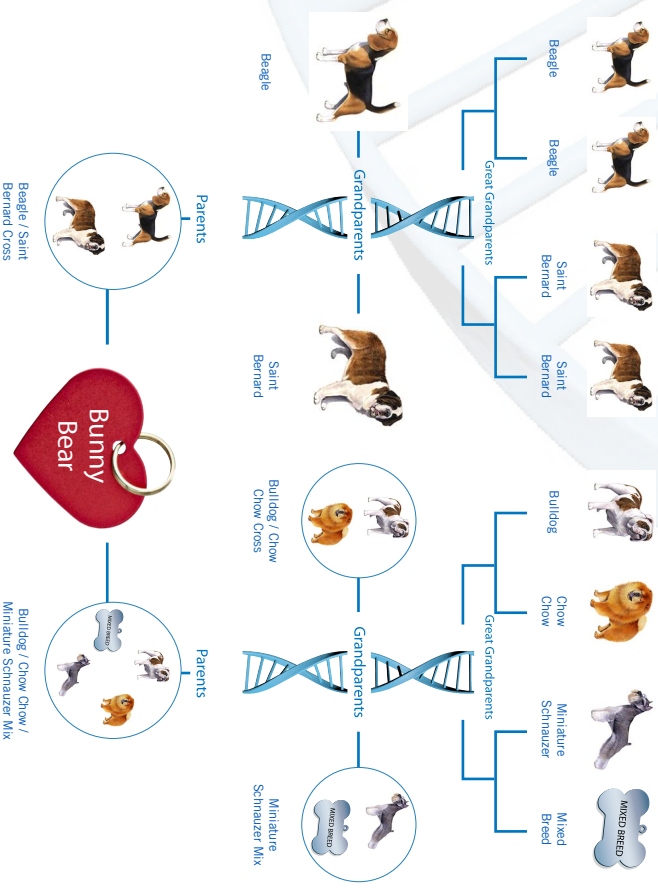 MIXED BREED
Beagle
Beagle
Saint
Bernard
Saint
Bernard
Bulldog
Chow
Chow
Miniature
Schnauzer
Mixed
Breed
Great Grandparents
Great Grandparents
Grandparents
Grandparents
MIXED BREED
Beagle
Saint
Bernard
Bulldog / Chow
Chow Cross
Miniature
Schnauzer Mix
Parents
Parents
MIXED BREED
Bunny
Bear
Beagle / Saint
Bernard Cross
Bulldog / Chow Chow /
Miniature Schnauzer Mix